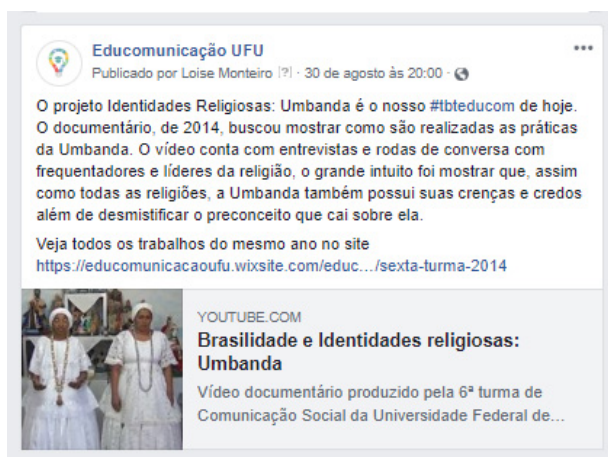 Educomunicação UFU
Publicado por Loise Monteiro [?] · 30 de agosto às 20:00 ·
O projeto Identidades Religiosas: Umbanda é o nosso #tbteducom de hoje.
O documentário, de 2014, buscou mostrar como são realizadas as práticas
da Umbanda. O vídeo conta com entrevistas e rodas de conversa com
frequentadores e líderes da religião, o grande intuito foi mostrar que, assim
como todas as religiões, a Umbanda também possui suas crenças e credos
além de desmistificar o preconceito que cai sobre ela.
Veja todos os trabalhos do mesmo ano no site
https://educomunicacaoufu.wixsite.com/educ.../sexta-turma-2014
YOUTUBE.COM
Brasilidade e Identidades religiosas:
Umbanda
Vídeo documentário produzido pela 6ª turma de
Comunicação Social da Universidade Federal de...